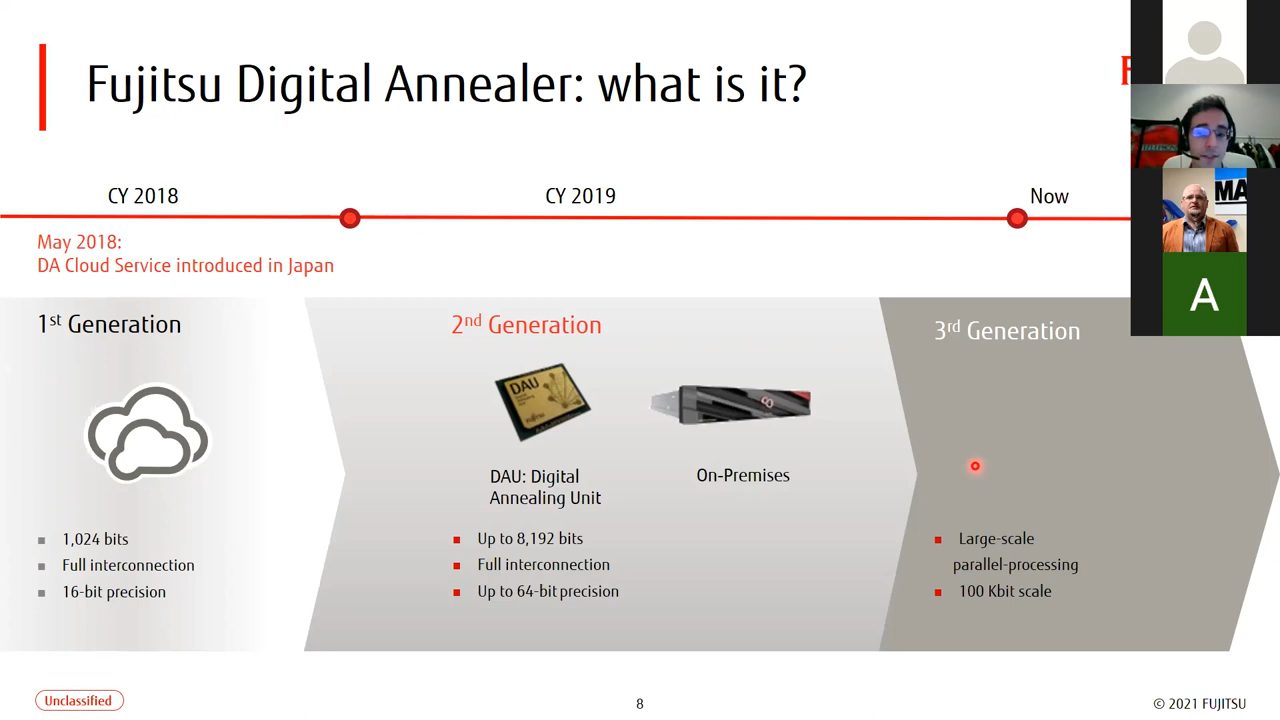 Fujitsu Digital Annealer: what is it?
F
CY 2018
CY 2019
Now
May 2018:
DA Cloud Service introduced in Japan
MA
A
1st Generation
2nd Generation
3rd Generation
DAU
DAU: Digital
Annealing Unit
On-Premises
1,024 bits
Full interconnection
16-bit precision
Up to 8,192 bits
Full interconnection
Up to 64-bit precision
Large-scale
parallel-processing
100 Kbit scale
Unclassified
8
© 2021 FUJITSU